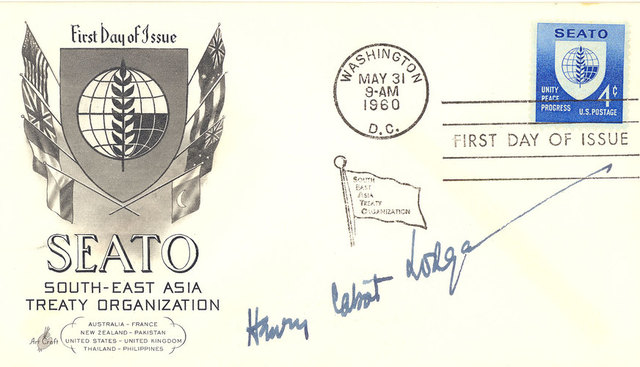 First Day of Issue
SEATO
SOUTH-EAST ASIA
TREATY ORGANIZATION
Art Craft
AUSTRALIA - FRANCE
NEW ZEALAND - PAKISTAN
UNITED STATES - UNITED KINGDOM
THAILAND - PHILIPPINES
WASHINGTON
MAY 31
9-AM
1960
D.C.
SOUTH
EAST
ASIA
TREATY
ORGANIZATION
SEATO
UNITY
PEACE
PROGRESS
4¢
U.S. POSTAGE
FIRST DAY OF ISSUE
Henry Cabot Lodge